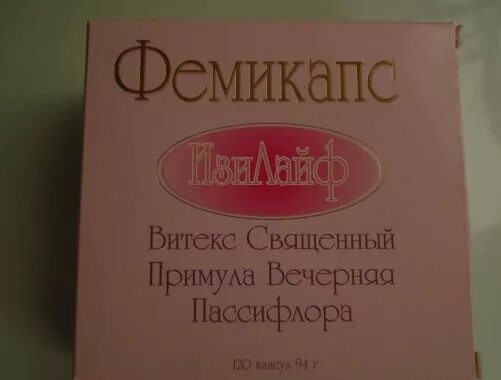 Фемикапс
ИзиЛайф
Витекс Священный
Примула Вечерняя
Пассифлора
120 капсул 94 г